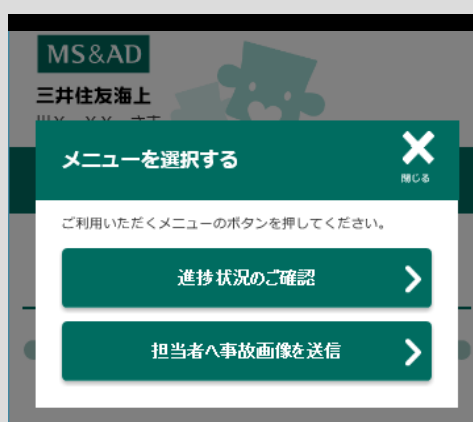 MS&AD
三井住友海上
メニューを選択する
閉じる
ご利用いただくメニューのボタンを押してください。
進捗状況のご確認
担当者へ事故画像を送信